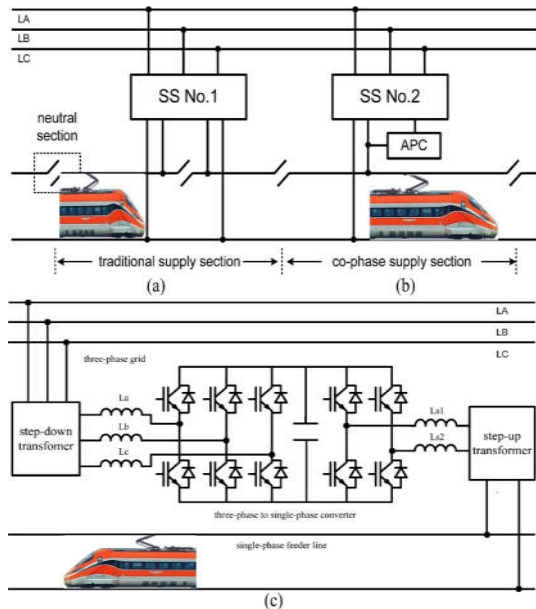 LA
LB
LC
SS No.1
SS No.2
neutral
section
APC
traditional supply section
co-phase supply section
(a)
(b)
LA
LB
LC
three-phase grid
La
Lb
Lc
step-down
transfomer
Ls1
Ls2
step-up
transformer
three-phase to single-phase converter
single-phase feeder line
(c)